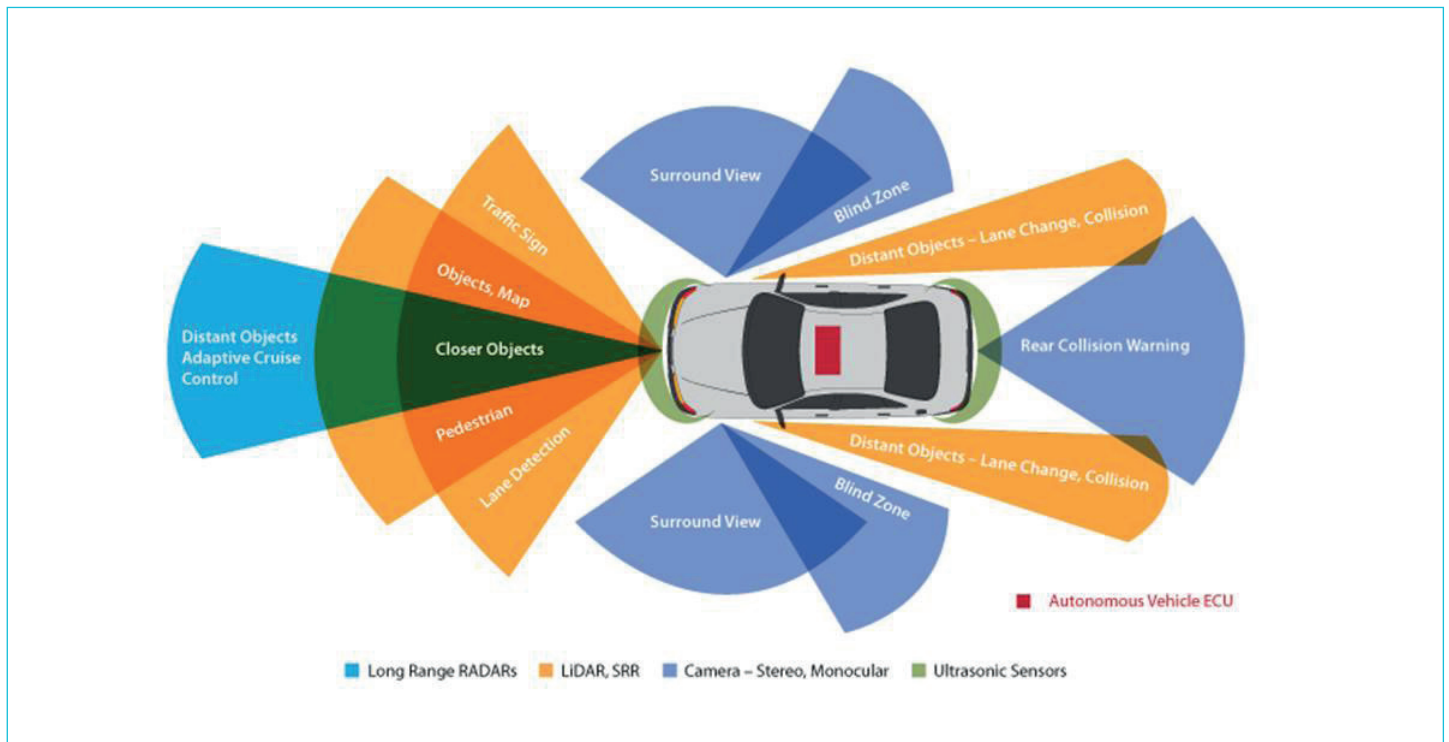 Surround View
Blind Zone
Traffic Sign
Distant Objects – Lane Change, Collision
Objects, Map
Distant Objects
Adaptive Cruise
Control
Closer Objects
Rear Collision Warning
Pedestrian
Lane Detection
Distant Objects – Lane Change, Collision
Blind Zone
Surround View
Autonomous Vehicle ECU
Long Range RADARs
LiDAR, SRR
Camera – Stereo, Monocular
Ultrasonic Sensors